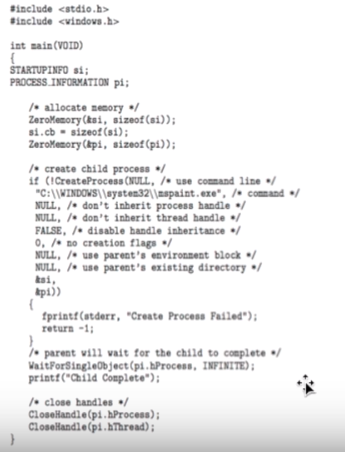 #include <stdio.h>
#include <windows.h>
int main(VOID)
{
STARTUPINFO si;
PROCESS_INFORMATION pi;
/* allocate memory */
ZeroMemory(&si, sizeof(si));
si.cb = sizeof(si);
ZeroMemory(&pi, sizeof(pi));
/* create child process */
if (!CreateProcess(NULL, /* use command line */
"C:\\WINDOWS\\system32\\mspaint.exe", /* command */
NULL, /* don't inherit process handle */
NULL, /* don't inherit thread handle */
FALSE, /* disable handle inheritance */
0, /* no creation flags */
NULL, /* use parent's environment block */
NULL, /* use parent's existing directory */
&si,
&pi))
{
fprintf(stderr, "Create Process Failed");
return -1;
}
/* parent will wait for the child to complete */
WaitForSingleObject(pi.hProcess, INFINITE);
printf("Child Complete");
/* close handles */
CloseHandle(pi.hProcess);
CloseHandle(pi.hThread);
}